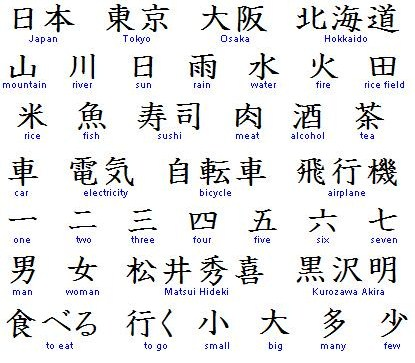 日本 東京 大阪 北海道
Japan Tokyo Osaka Hokkaido
山 川 日 雨 水 火 田
mountain river sun rain water fire rice field
米 魚 寿司 肉 酒 茶
rice fish sushi meat alcohol tea
車 電気 自転車 飛行機
car electricity bicycle airplane
一 二 三 四 五 六 七
one two three four five six seven
男 女 松井秀喜 黒沢明
man woman Matsui Hideki Kurozawa Akira
食べる 行く 小 大 多 少
to eat to go small big many few